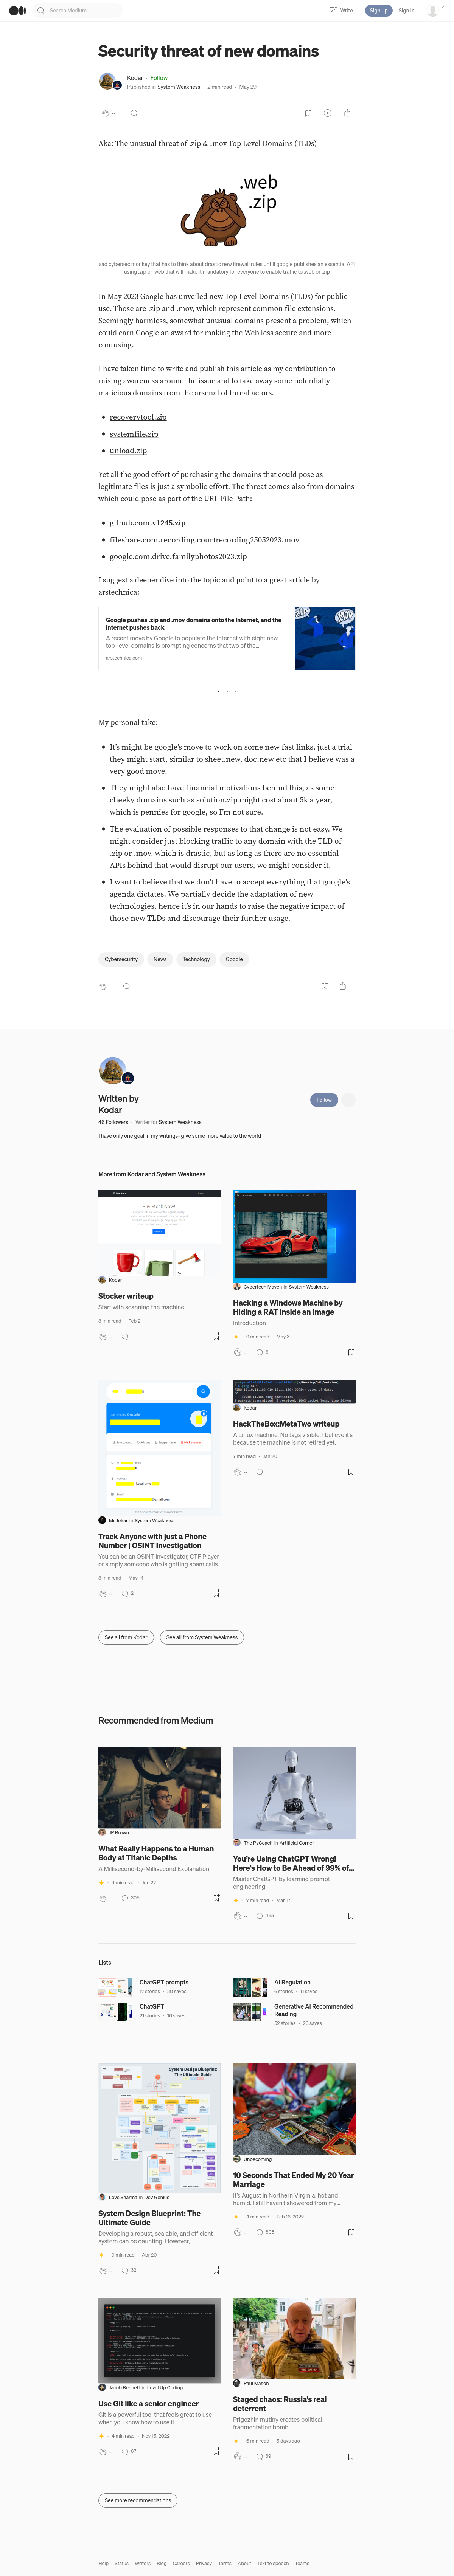 Search Medium
Write
Sign up
Sign In
Security threat of new domains
Kodar · Follow
Published in System Weakness · 2 min read · May 29
--
Aka: The unusual threat of .zip & .mov Top Level Domains (TLDs)
.web
.zip
sad cybersec monkey that has to think about drastic new firewall rules untill google publishes an essential API
using .zip or .web that will make it mandatory for everyone to enable traffic to .web or .zip
In May 2023 Google has unveiled new Top Level Domains (TLDs) for public
use. Those are .zip and .mov, which represent common file extensions.
Seemingly harmless, somewhat unusual domains present a problem, which
could earn Google an award for making the Web less secure and more
confusing.
I have taken time to write and publish this article as my contribution to
raising awareness around the issue and to take away some potentially
malicious domains from the arsenal of threat actors.
recoverytool.zip
systemfile.zip
unload.zip
Yet all the good effort of purchasing the domains that could pose as
legitimate files is just a symbolic effort. The threat comes also from domains
which could pose as part of the URL File Path:
github.com.v1245.zip
fileshare.com.recording.courtrecording25052023.mov
google.com.drive.familyphotos2023.zip
I suggest a deeper dive into the topic and point to a great article by
arstechnica:
Google pushes .zip and .mov domains onto the Internet, and the
Internet pushes back
A recent move by Google to populate the Internet with eight new
top-level domains is prompting concerns that two of the…
arstechnica.com
My personal take:
It's might be google's move to work on some new fast links, just a trial
they might start, similar to sheet.new, doc.new etc that I believe was a
very good move.
They might also have financial motivations behind this, as some
cheeky domains such as solution.zip might cost about 5k a year,
which is pennies for google, so I'm not sure.
The evaluation of possible responses to that change is not easy. We
might consider just blocking traffic to any domain with the TLD of
.zip or .mov, which is drastic, but as long as there are no essential
APIs behind that would disrupt our users, we might consider it.
I want to believe that we don't have to accept everything that google's
agenda dictates. We partially decide the adaptation of new
technologies, hence it's in our hands to raise the negative impact of
those new TLDs and discourage their further usage.
Cybersecurity
News
Technology
Google
--
Written by
Kodar
Follow
46 Followers · Writer for System Weakness
I have only one goal in my writings- give some more value to the world
More from Kodar and System Weakness
Buy Stock Now!
Kodar
Stocker writeup
Start with scanning the machine
3 min read · Feb 2
--
Cybertech Maven in System Weakness
Hacking a Windows Machine by
Hiding a RAT Inside an Image
Introduction
· 9 min read · May 3
-- 6
Mr Jokar in System Weakness
Track Anyone with just a Phone
Number | OSINT Investigation
You can be an OSINT Investigator, CTF Player
or simply someone who is getting spam calls…
3 min read · May 14
-- 2
Kodar
HackTheBox:MetaTwo writeup
A Linux machine. No tags visible, I believe it's
because the machine is not retired yet.
7 min read · Jan 20
--
See all from Kodar
See all from System Weakness
Recommended from Medium
JP Brown
What Really Happens to a Human
Body at Titanic Depths
A Millisecond-by-Millisecond Explanation
· 4 min read · Jun 22
-- 305
The PyCoach in Artificial Corner
You're Using ChatGPT Wrong!
Here's How to Be Ahead of 99% of…
Master ChatGPT by learning prompt
engineering.
· 7 min read · Mar 17
-- 455
Lists
ChatGPT prompts
17 stories · 30 saves
AI Regulation
6 stories · 11 saves
ChatGPT
21 stories · 16 saves
Generative AI Recommended
Reading
52 stories · 26 saves
System Design Blueprint:
The Ultimate Guide
Love Sharma in Dev Genius
System Design Blueprint: The
Ultimate Guide
Developing a robust, scalable, and efficient
system can be daunting. However,…
· 9 min read · Apr 20
-- 32
Unbecoming
10 Seconds That Ended My 20 Year
Marriage
It's August in Northern Virginia, hot and
humid. I still haven't showered from my…
· 4 min read · Feb 16, 2022
-- 808
Jacob Bennett in Level Up Coding
Use Git like a senior engineer
Git is a powerful tool that feels great to use
when you know how to use it.
· 4 min read · Nov 15, 2022
-- 67
Paul Mason
Staged chaos: Russia's real
deterrent
Prigozhin mutiny creates political
fragmentation bomb
· 6 min read · 5 days ago
-- 39
See more recommendations
Help
Status
Writers
Blog
Careers
Privacy
Terms
About
Text to speech
Teams